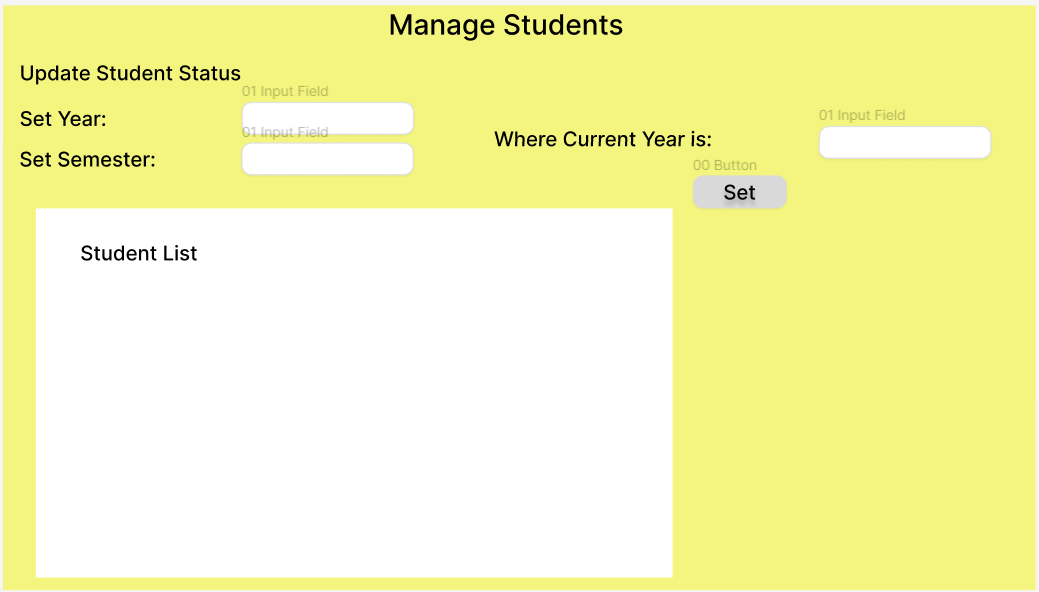 Manage Students
Update Student Status
01 Input Field
Set Year:
01 Input Field
Set Semester:
01 Input Field
Where Current Year is:
00 Button
Set
Student List